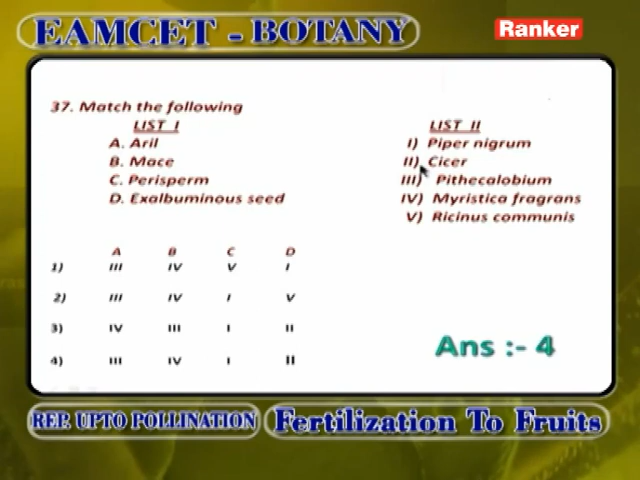 EAMCET - BOTANY
Ranker
37. Match the following
LIST I
LIST II
A. Aril
I) Piper nigrum
B. Mace
II) Cicer
C. Perisperm
III) Pithecalobium
D. Exalbuminous seed
IV) Myristica fragrans
V) Ricinus communis
A B C D
1) III IV V I
2) III IV I V
3) IV III I II
4) III IV I II
Ans :- 4
REP. UPTO POLLINATION
Fertilization To Fruits